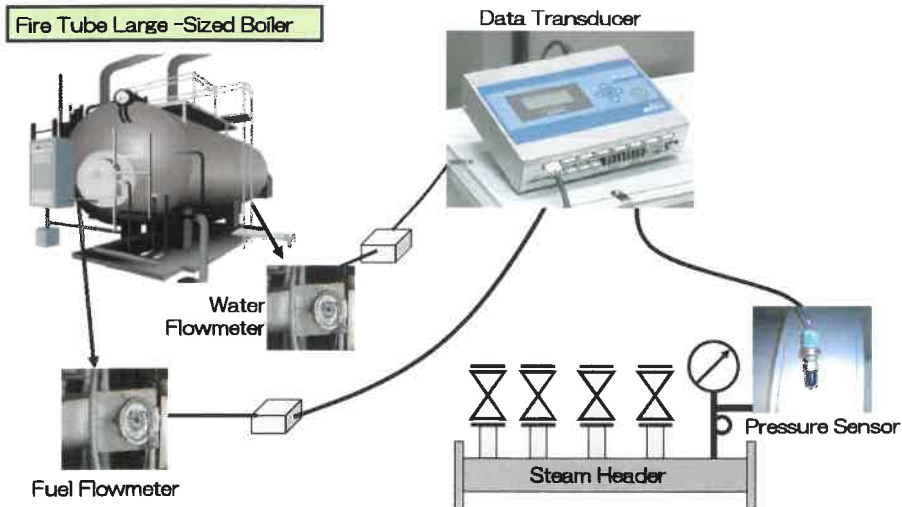 Fire Tube Large -Sized Boiler
Data Transducer
Water
Flowmeter
Fuel Flowmeter
Pressure Sensor
Steam Header